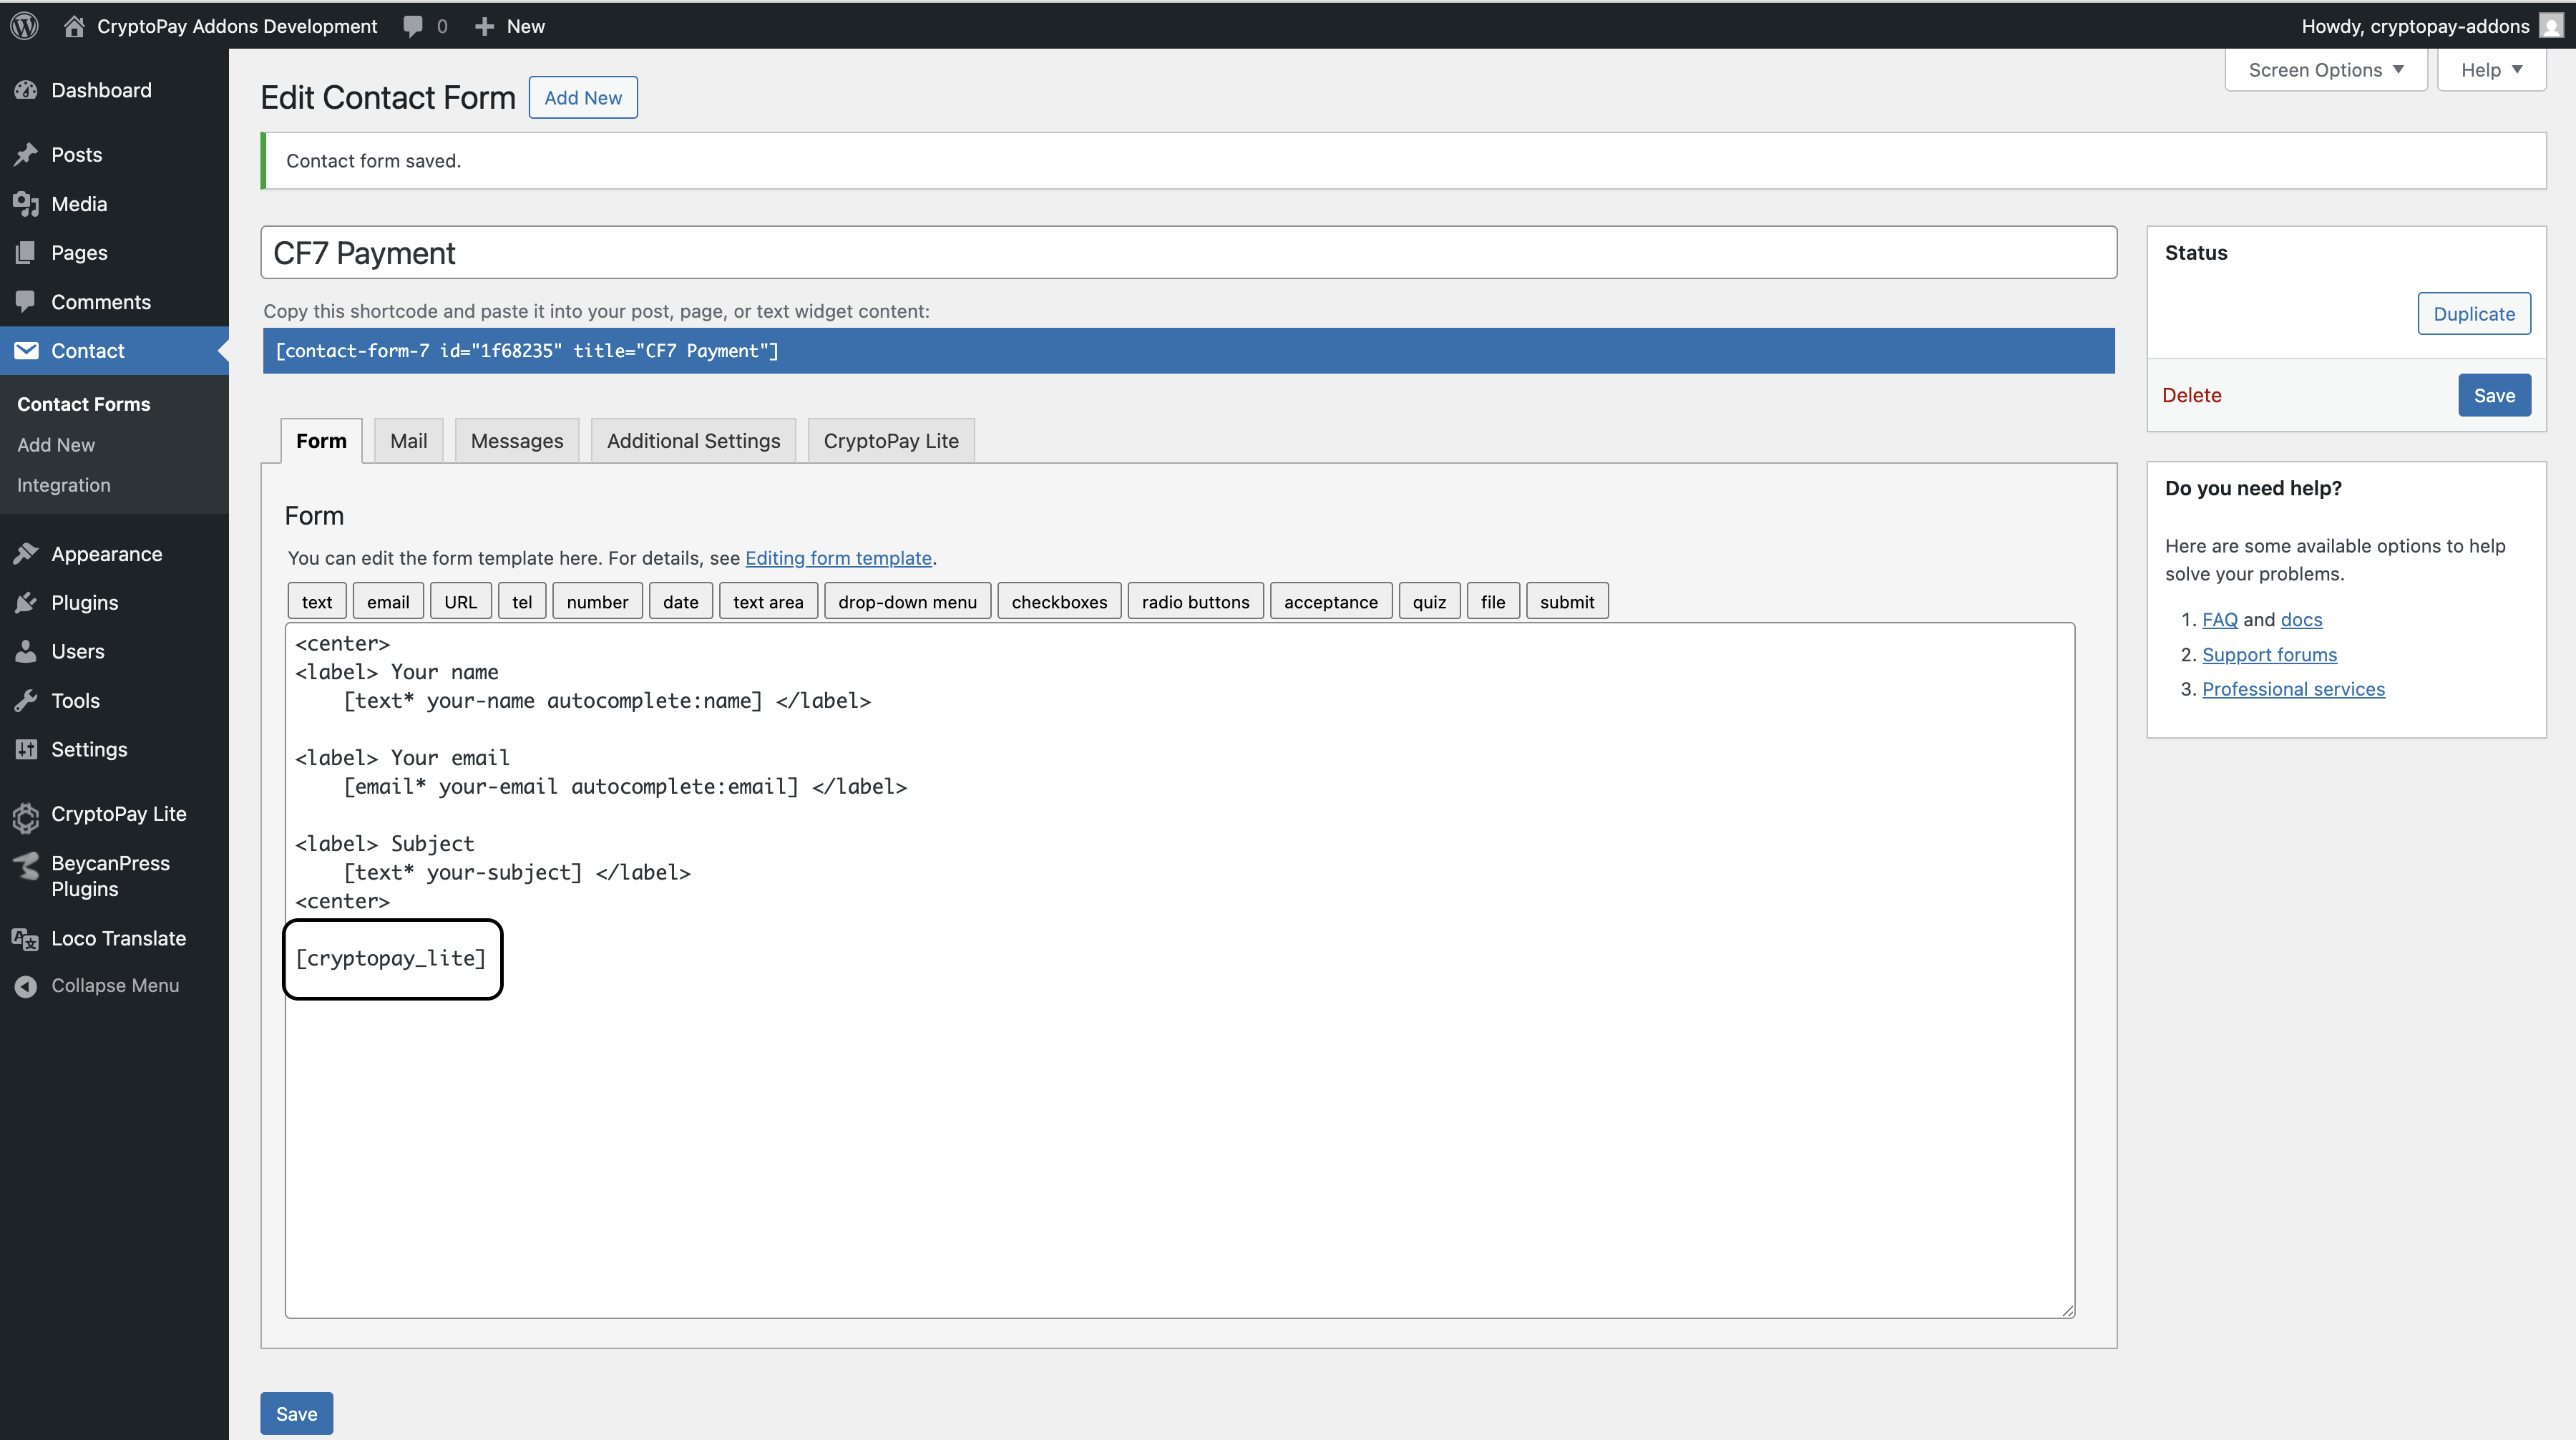 CryptoPay Addons Development 0 New Howdy, cryptopay-addons
Screen Options Help
Dashboard
Posts
Media
Pages
Comments
Contact
Contact Forms
Add New
Integration
Appearance
Plugins
Users
Tools
Settings
CryptoPay Lite
BeycanPress
Plugins
Loco Translate
Collapse Menu
Edit Contact Form Add New
Contact form saved.
CF7 Payment
Copy this shortcode and paste it into your post, page, or text widget content:
[contact-form-7 id="1f68235" title="CF7 Payment"]
Form Mail Messages Additional Settings CryptoPay Lite
Form
You can edit the form template here. For details, see Editing form template.
text email URL tel number date text area drop-down menu checkboxes radio buttons acceptance quiz file submit
<center>
<label> Your name
[text* your-name autocomplete:name] </label>
<label> Your email
[email* your-email autocomplete:email] </label>
<label> Subject
[text* your-subject] </label>
<center>
[cryptopay_lite]
Save
Status
Duplicate
Delete Save
Do you need help?
Here are some available options to help
solve your problems.
1. FAQ and docs
2. Support forums
3. Professional services